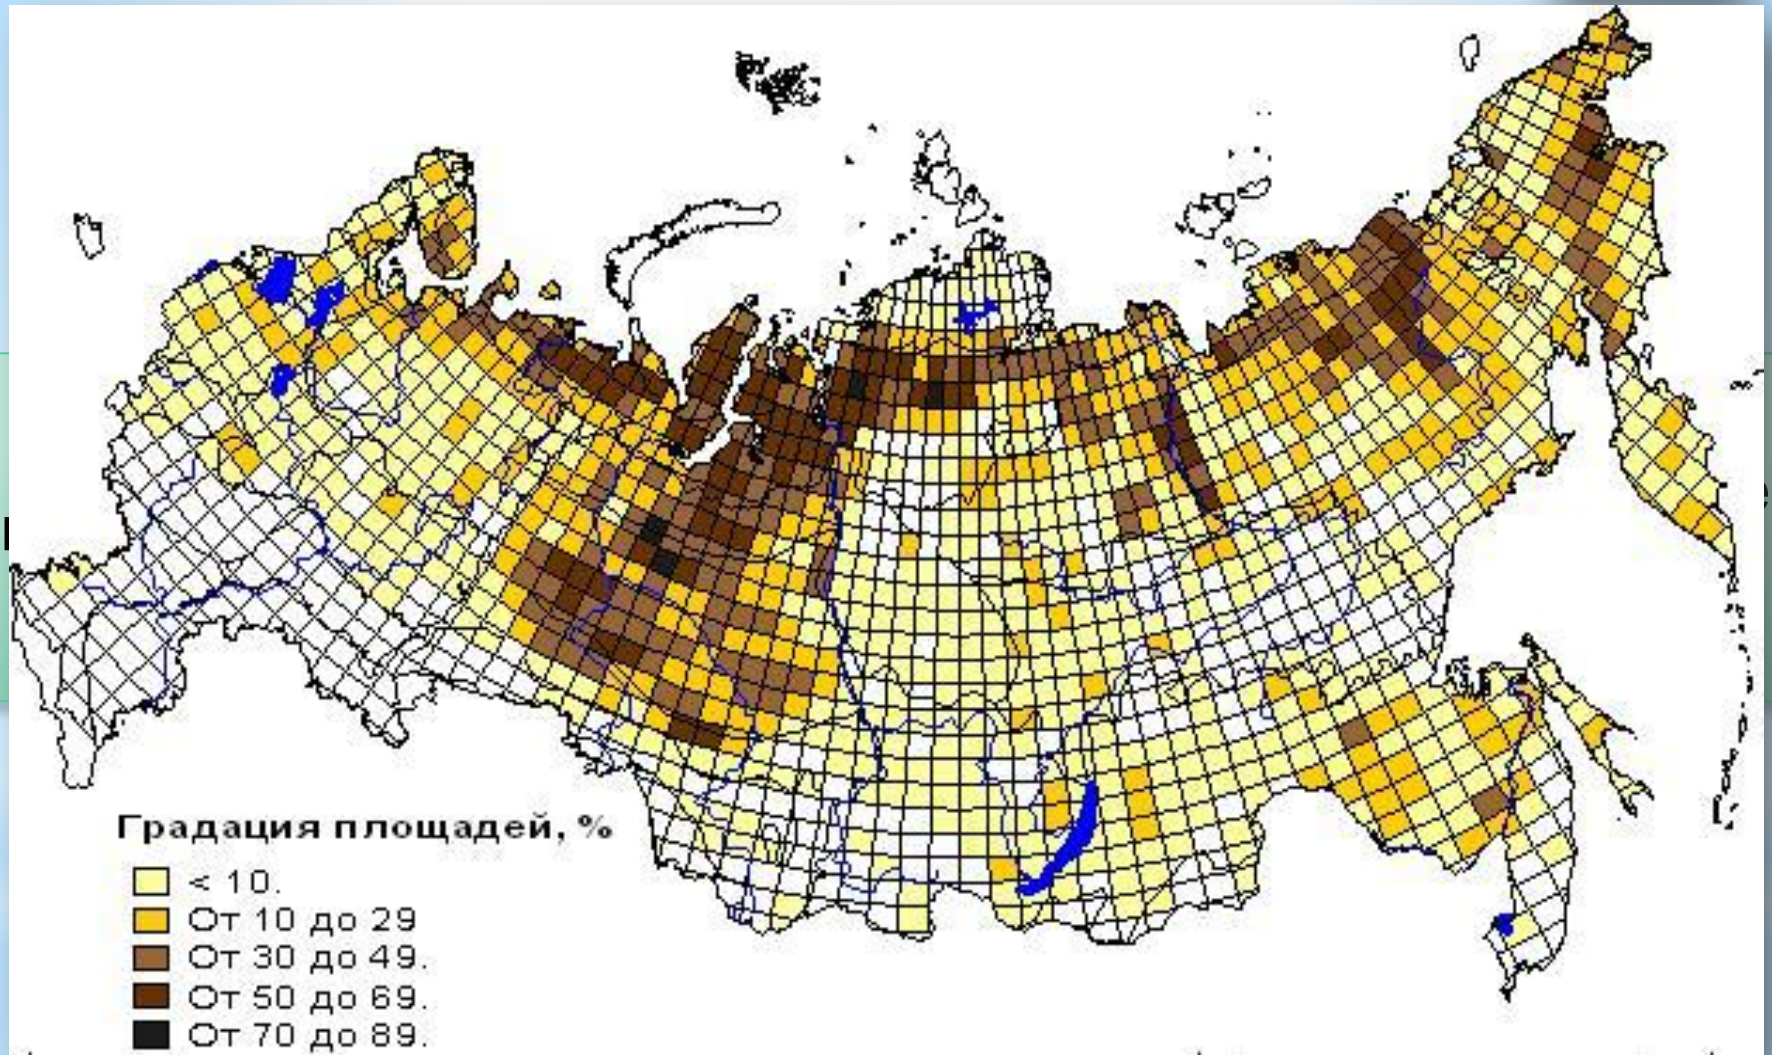 Градация площадей, %
< 10.
От 10 до 29
От 30 до 49.
От 50 до 69.
От 70 до 89.